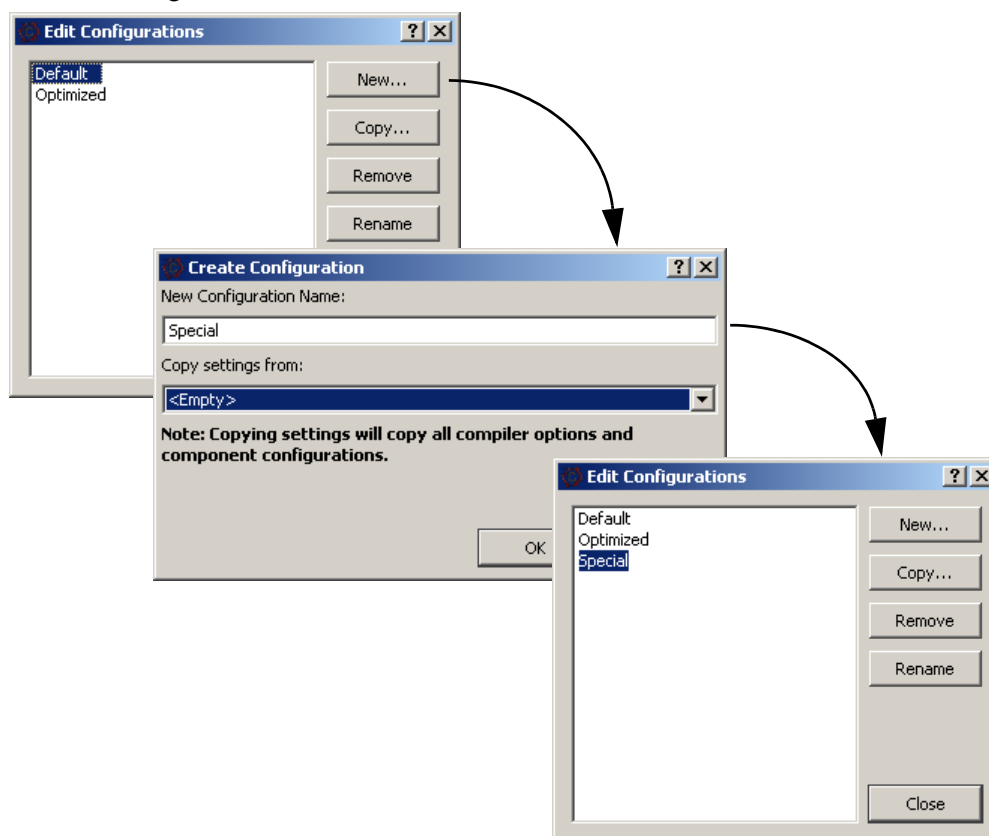 Edit Configurations
?
Default
Optimized
New...
Copy...
Remove
Rename
Create Configuration
?
New Configuration Name:
Special
Copy settings from:
<Empty>
Note: Copying settings will copy all compiler options and
component configurations.
OK
Edit Configurations
?
Default
Optimized
Special
New...
Copy...
Remove
Rename
Close